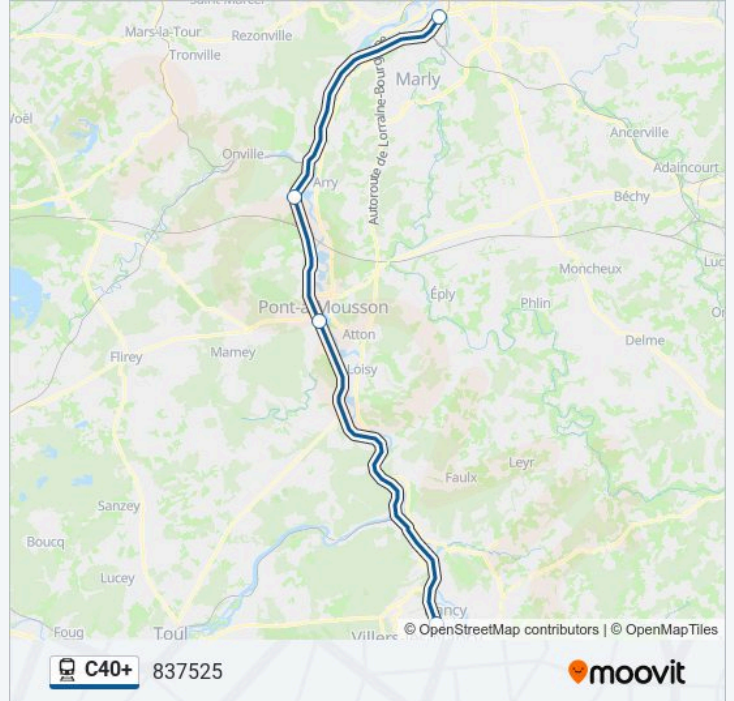 Mars-la-Tour
Rezonville
Tronville
Marly
Autoroute de Lorraine-Bourg
Ancerville
Onville
Adaincourt
Arry
Béchy
Moncheux
Éply
Phlin
Pont-à-Mousson
Atton
Delme
Flirey
Mamey
Loisy
Leyr
Faulx
Sanzey
Boucq
Lucey
Foug
Toul
Villers
ancy
© OpenStreetMap contributors | © OpenMapTiles
C40+ 837525
moovit